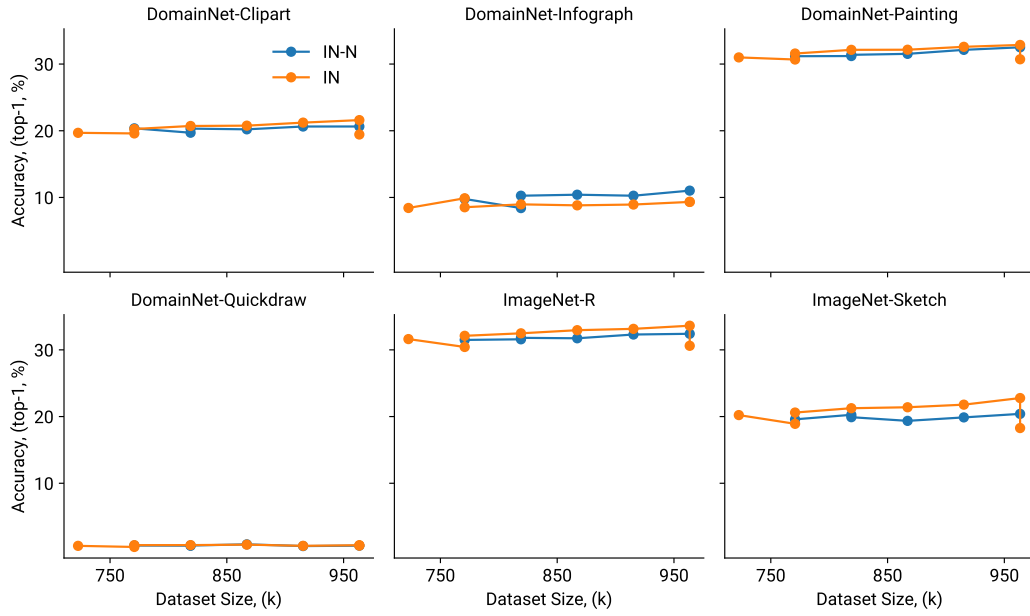 DomainNet-Clipart
DomainNet-Infograph
DomainNet-Painting
Accuracy, (top-1, %)
30
20
10
IN-N
IN
DomainNet-Quickdraw
ImageNet-R
ImageNet-Sketch
Accuracy, (top-1, %)
30
20
10
750
850
950
750
850
950
750
850
950
Dataset Size, (k)
Dataset Size, (k)
Dataset Size, (k)